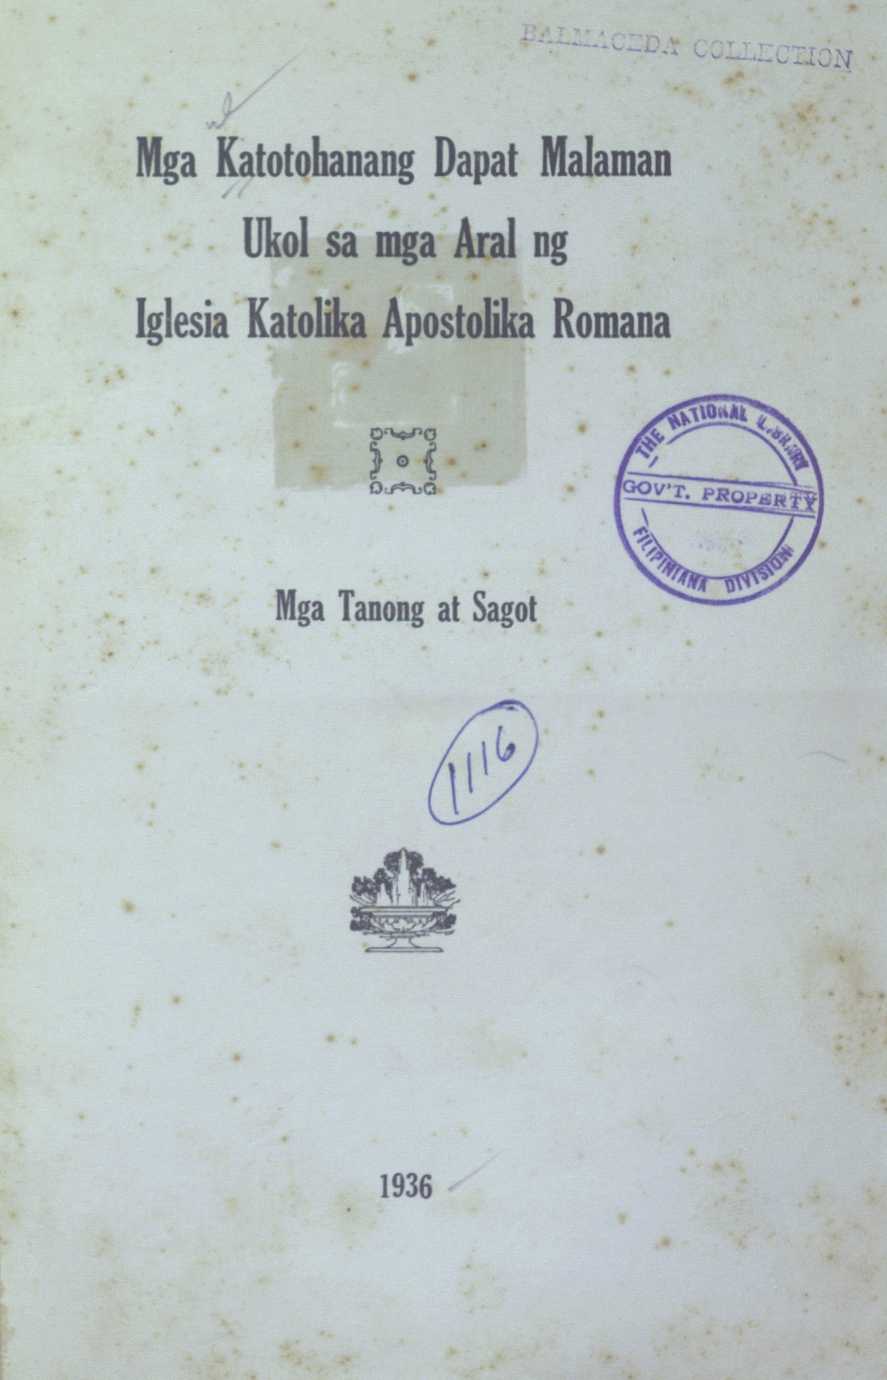 BALMACEDA COLLECTION
Mga Katotohanang Dapat Malaman
Ukol sa mga Aral ng
Iglesia Katolika Apostolika Romana
THE NATIONAL LIBRARY
GOV'T. PROPERTY
FILIPINIANA DIVISION
Mga Tanong at Sagot
1116
1936